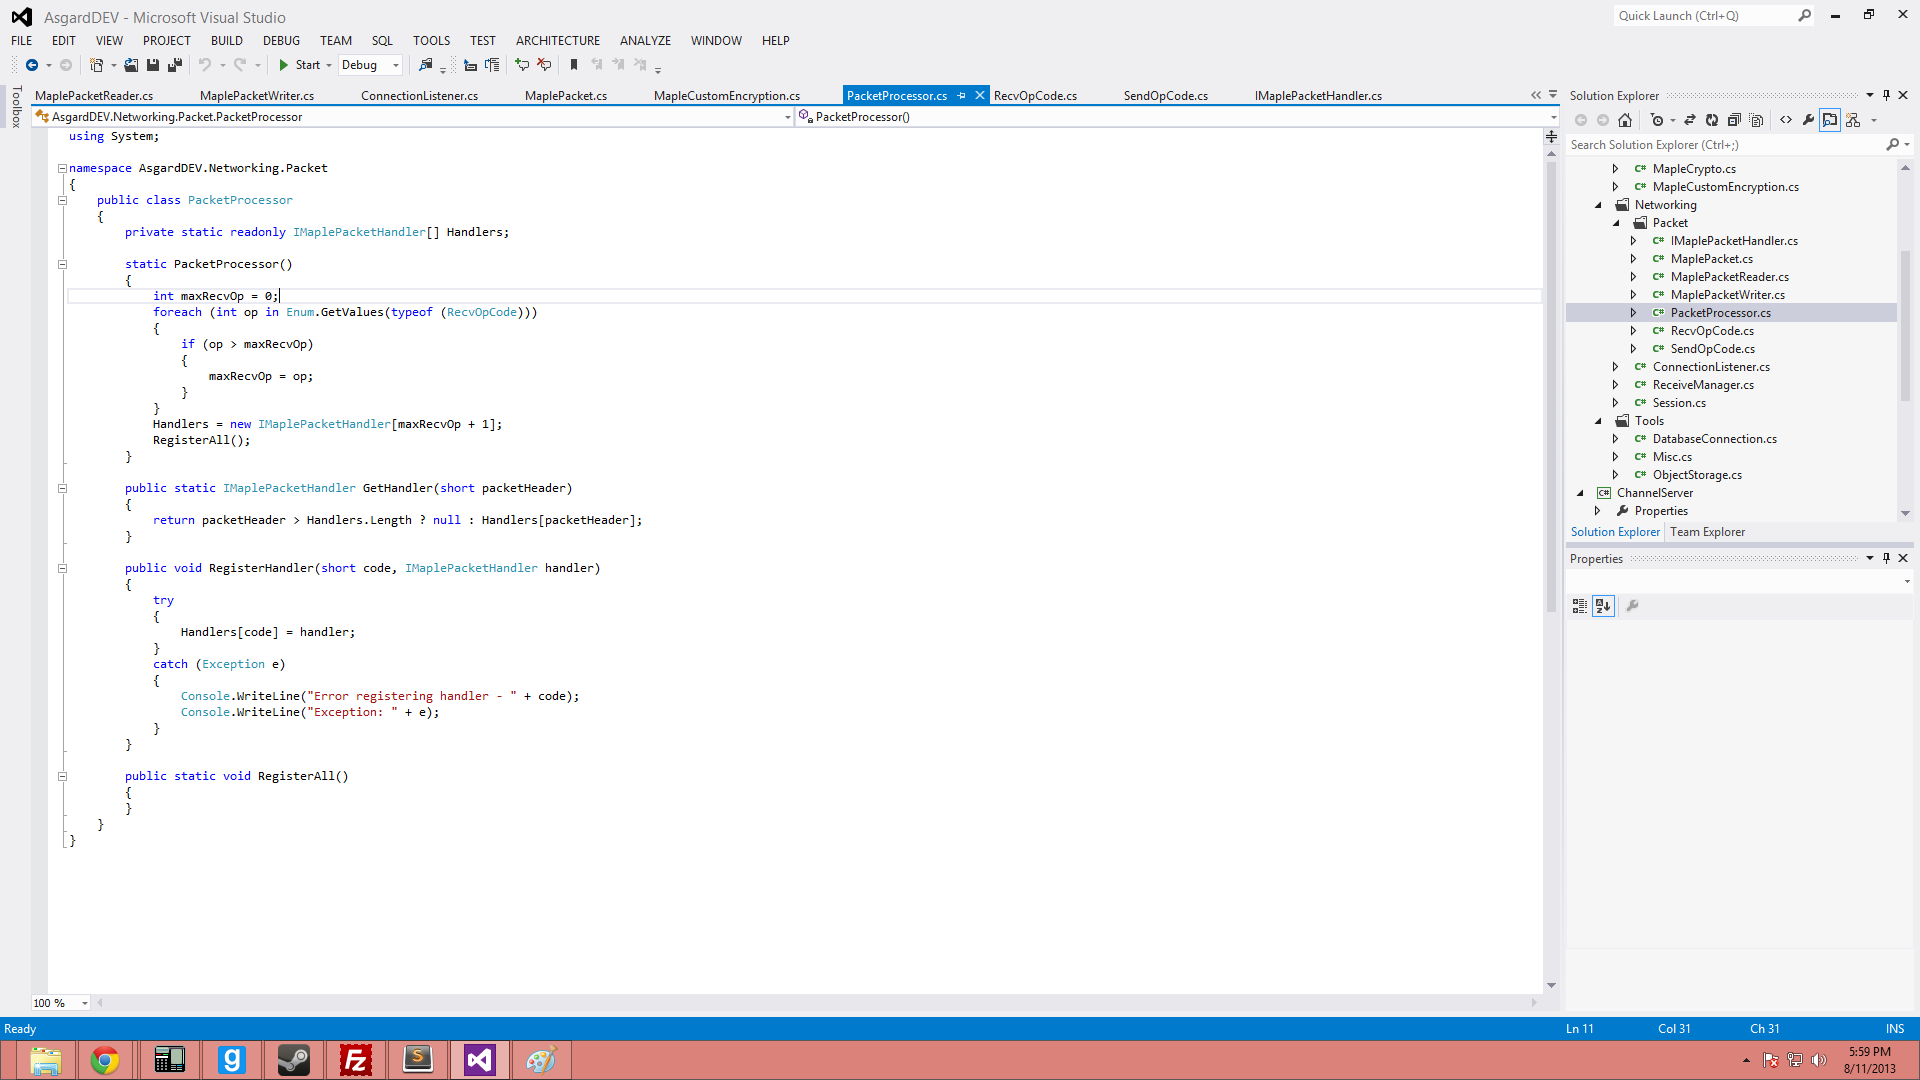 AsgardDEV - Microsoft Visual Studio
Quick Launch (Ctrl+Q)
FILE EDIT VIEW PROJECT BUILD DEBUG TEAM SQL TOOLS TEST ARCHITECTURE ANALYZE WINDOW HELP
Start Debug
Toolbox
MaplePacketReader.cs MaplePacketWriter.cs ConnectionListener.cs MaplePacket.cs MapleCustomEncryption.cs PacketProcessor.cs RecvOpCode.cs SendOpCode.cs IMaplePacketHandler.cs
AsgardDEV.Networking.Packet.PacketProcessor PacketProcessor()
using System;
namespace AsgardDEV.Networking.Packet
{
public class PacketProcessor
{
private static readonly IMaplePacketHandler[] Handlers;
static PacketProcessor()
{
int maxRecvOp = 0;
foreach (int op in Enum.GetValues(typeof (RecvOpCode)))
{
if (op > maxRecvOp)
{
maxRecvOp = op;
}
}
Handlers = new IMaplePacketHandler[maxRecvOp + 1];
RegisterAll();
}
public static IMaplePacketHandler GetHandler(short packetHeader)
{
return packetHeader > Handlers.Length ? null : Handlers[packetHeader];
}
public void RegisterHandler(short code, IMaplePacketHandler handler)
{
try
{
Handlers[code] = handler;
}
catch (Exception e)
{
Console.WriteLine("Error registering handler - " + code);
Console.WriteLine("Exception: " + e);
}
}
public static void RegisterAll()
{
}
}
}
100 %
Solution Explorer
Search Solution Explorer (Ctrl+;)
C# MapleCrypto.cs
C# MapleCustomEncryption.cs
Networking
Packet
C# IMaplePacketHandler.cs
C# MaplePacket.cs
C# MaplePacketReader.cs
C# MaplePacketWriter.cs
C# PacketProcessor.cs
C# RecvOpCode.cs
C# SendOpCode.cs
C# ConnectionListener.cs
C# ReceiveManager.cs
C# Session.cs
Tools
C# DatabaseConnection.cs
C# Misc.cs
C# ObjectStorage.cs
C# ChannelServer
Properties
Solution Explorer Team Explorer
Properties
Ready Ln 11 Col 31 Ch 31 INS
g Fz S
5:59 PM
8/11/2013